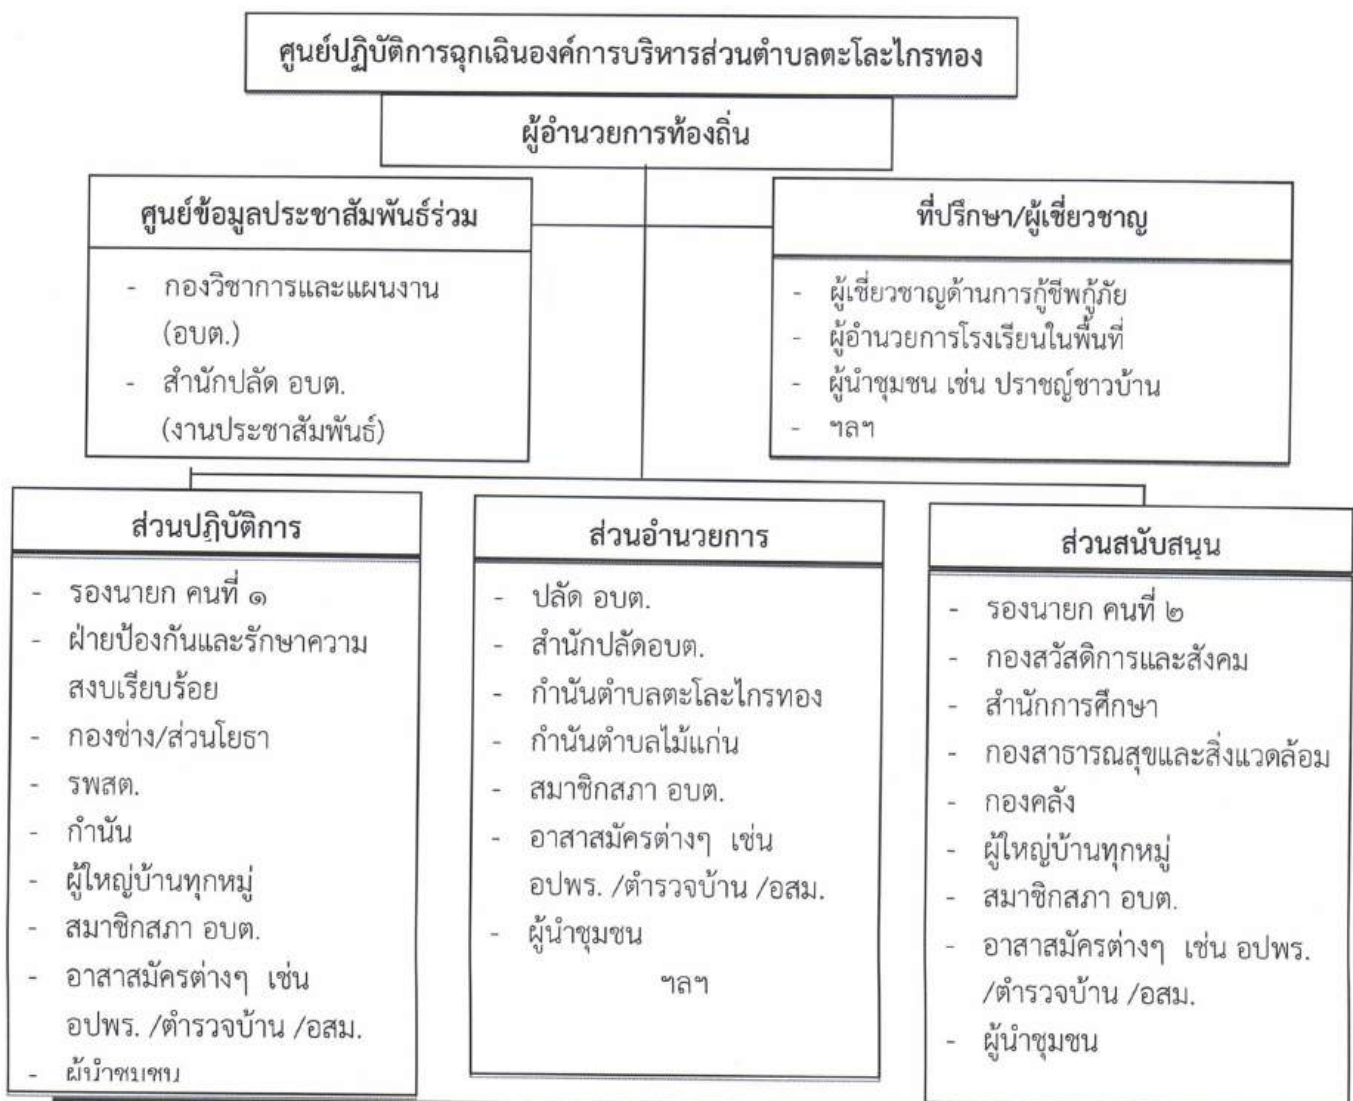 ศูนย์ปฏิบัติการฉุกเฉินองค์การบริหารส่วนตำบลตะโละไกรทอง
ผู้อำนวยการท้องถิ่น
ศูนย์ข้อมูลประชาสัมพันธ์ร่วม
- กองวิชาการและแผนงาน
(อบต.)
- สำนักปลัด อบต.
(งานประชาสัมพันธ์)
ที่ปรึกษา/ผู้เชี่ยวชาญ
- ผู้เชี่ยวชาญด้านการกู้ชีพกู้ภัย
- ผู้อำนวยการโรงเรียนในพื้นที่
- ผู้นำชุมชน เช่น ปราชญ์ชาวบ้าน
- ฯลฯ
ส่วนปฏิบัติการ
- รองนายก คนที่ ๑
- ฝ่ายป้องกันและรักษาความ
สงบเรียบร้อย
- กองช่าง/ส่วนโยธา
- รพสต.
- กำนัน
- ผู้ใหญ่บ้านทุกหมู่
- สมาชิกสภา อบต.
- อาสาสมัครต่างๆ เช่น
อปพร. /ตำรวจบ้าน /อสม.
- ผู้นำชุมชน
ส่วนอำนวยการ
- ปลัด อบต.
- สำนักปลัดอบต.
- กำนันตำบลตะโละไกรทอง
- กำนันตำบลไม้แก่น
- สมาชิกสภา อบต.
- อาสาสมัครต่างๆ เช่น
อปพร. /ตำรวจบ้าน /อสม.
- ผู้นำชุมชน
ฯลฯ
ส่วนสนับสนุน
- รองนายก คนที่ ๒
- กองสวัสดิการและสังคม
- สำนักการศึกษา
- กองสาธารณสุขและสิ่งแวดล้อม
- กองคลัง
- ผู้ใหญ่บ้านทุกหมู่
- สมาชิกสภา อบต.
- อาสาสมัครต่างๆ เช่น อปพร.
/ตำรวจบ้าน /อสม.
- ผู้นำชุมชน